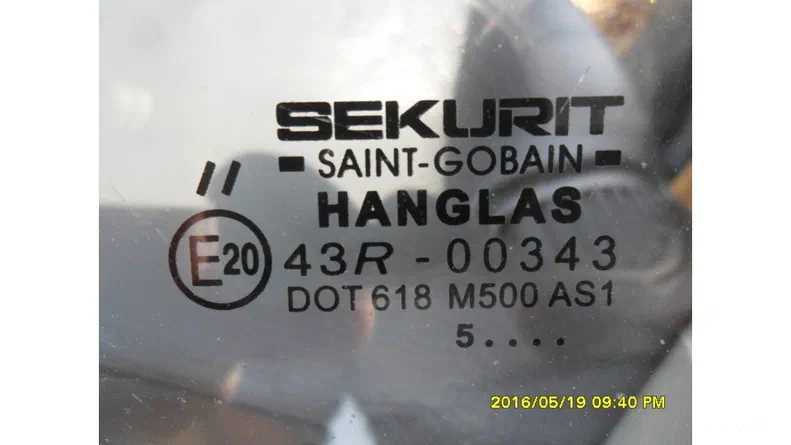 SEKURIT
SAINT-GOBAIN
HANGLAS
//
E20 43R - 00343
DOT 618 M500 AS1
5....
2016/05/19 09:40 PM